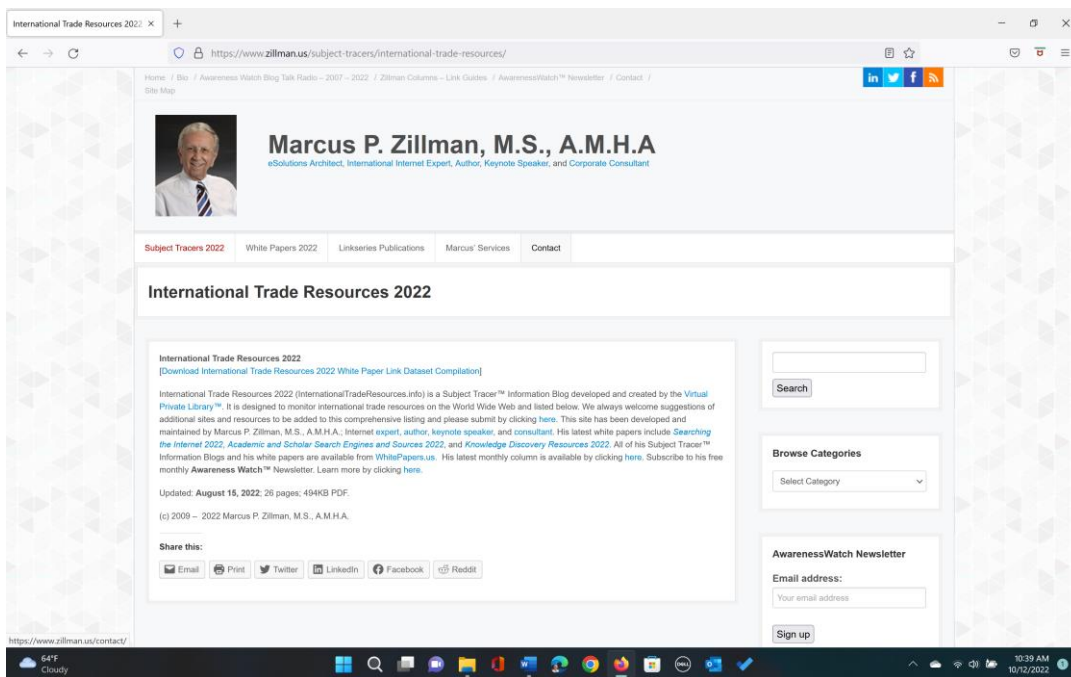 International Trade Resources 2022
https://www.zillman.us/subject-tracers/international-trade-resources/
Home / Bio / Awareness Watch Blog Talk Radio – 2007 – 2022 / Zillman Columns – Link Guides / AwarenessWatch™ Newsletter / Contact /
Site Map
Marcus P. Zillman, M.S., A.M.H.A
eSolutions Architect, International Internet Expert, Author, Keynote Speaker, and Corporate Consultant
Subject Tracers 2022 White Papers 2022 Linkseries Publications Marcus' Services Contact
International Trade Resources 2022
International Trade Resources 2022
[Download International Trade Resources 2022 White Paper Link Dataset Compilation]
International Trade Resources 2022 (InternationalTradeResources.info) is a Subject Tracer™ Information Blog developed and created by the Virtual
Private Library™. It is designed to monitor international trade resources on the World Wide Web and listed below. We always welcome suggestions of
additional sites and resources to be added to this comprehensive listing and please submit by clicking here. This site has been developed and
maintained by Marcus P. Zillman, M.S., A.M.H.A.; Internet expert, author, keynote speaker, and consultant. His latest white papers include Searching
the Internet 2022, Academic and Scholar Search Engines and Sources 2022, and Knowledge Discovery Resources 2022. All of his Subject Tracer™
Information Blogs and his white papers are available from WhitePapers.us. His latest monthly column is available by clicking here. Subscribe to his free
monthly Awareness Watch™ Newsletter. Learn more by clicking here.
Updated: August 15, 2022; 26 pages; 494KB PDF.
(c) 2009 – 2022 Marcus P. Zillman, M.S., A.M.H.A.
Share this:
Email Print Twitter LinkedIn Facebook Reddit
Search
Browse Categories
Select Category
AwarenessWatch Newsletter
Email address:
Your email address
Sign up
https://www.zillman.us/contact/
64°F
Cloudy
DELL
10:39 AM
10/12/2022